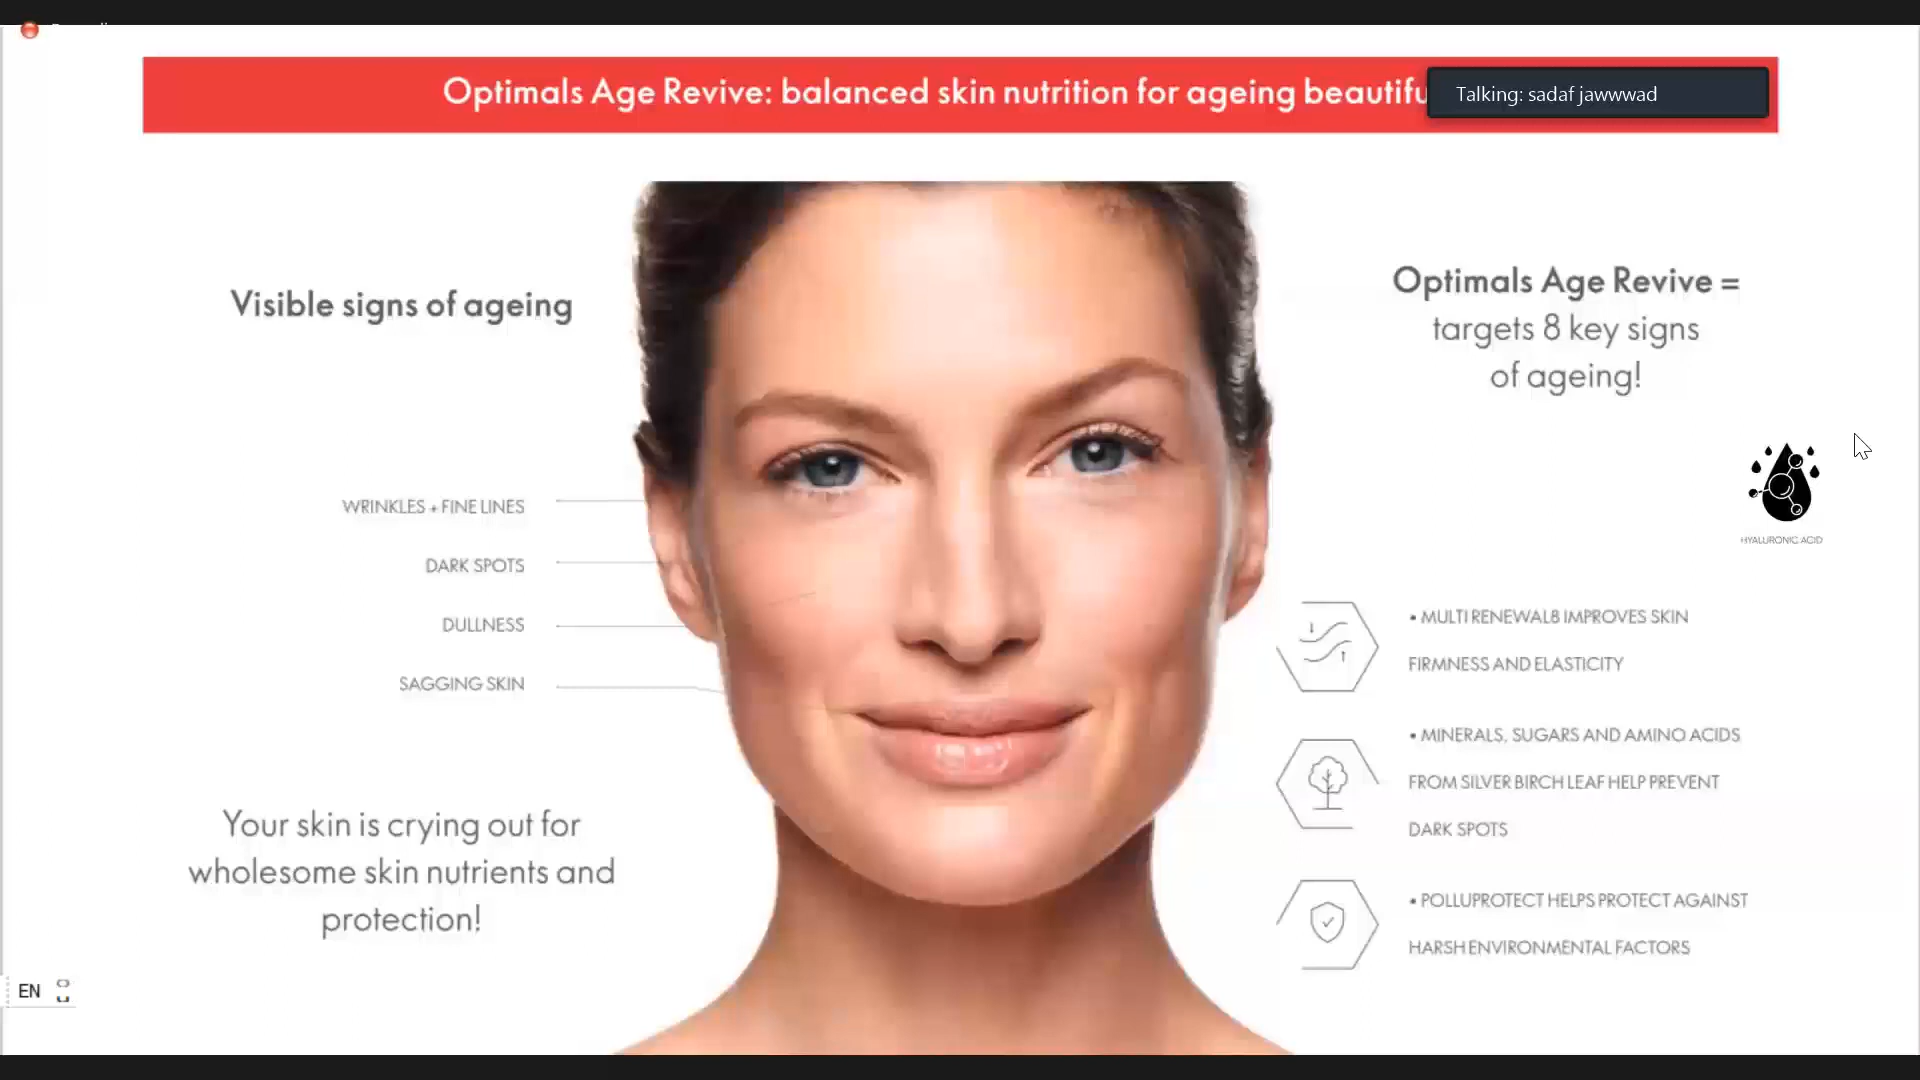 Optimals Age Revive: balanced skin nutrition for ageing beautifu
Talking: sadaf jawwwad
Visible signs of ageing
WRINKLES + FINE LINES
DARK SPOTS
DULLNESS
SAGGING SKIN
Your skin is crying out for
wholesome skin nutrients and
protection!
Optimals Age Revive =
targets 8 key signs
of ageing!
HYALURONIC ACID
• MULTI RENEWAL8 IMPROVES SKIN
FIRMNESS AND ELASTICITY
• MINERALS, SUGARS AND AMINO ACIDS
FROM SILVER BIRCH LEAF HELP PREVENT
DARK SPOTS
• POLLUPROTECT HELPS PROTECT AGAINST
HARSH ENVIRONMENTAL FACTORS
EN